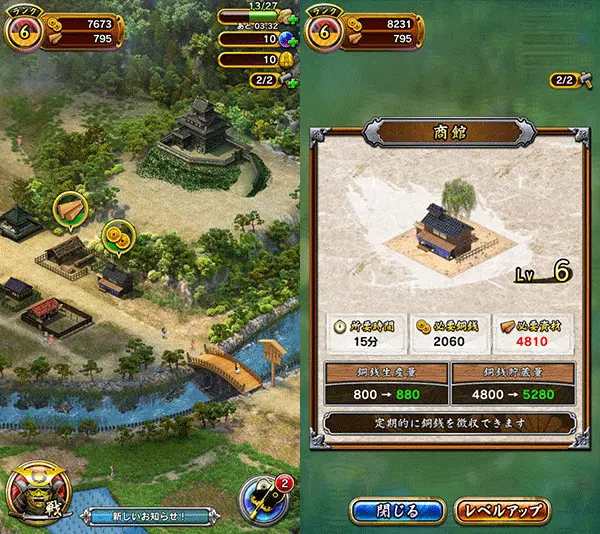 ランク
6
7673
795
13/27
あと 03:32
10
10
2/2
戦
新しいお知らせ!
2
ランク
6
8231
795
2/2
商館
Lv 6
所要時間
15分
必要銅銭
2060
必要資材
4810
銅銭生産量
800→880
銅銭貯蔵量
4800→5280
定期的に銅銭を徴収できます
閉じる
レベルアップ